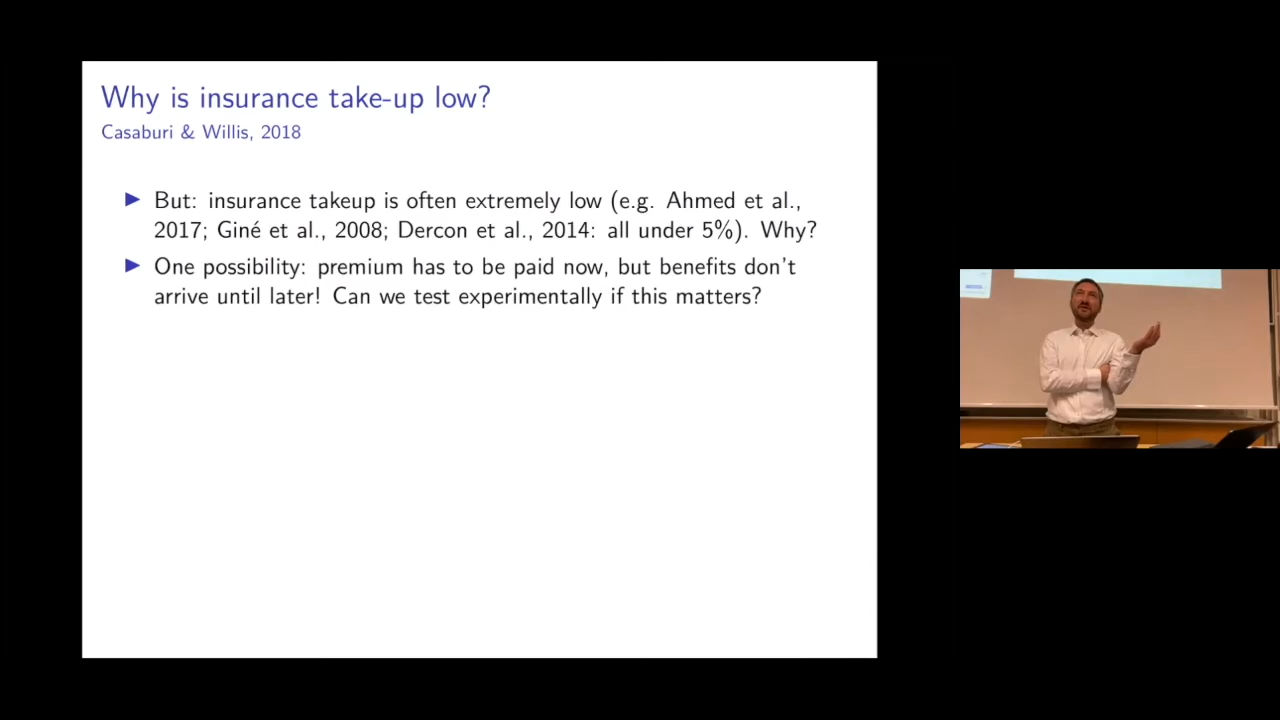 Why is insurance take-up low?
Casaburi & Willis, 2018
▶ But: insurance takeup is often extremely low (e.g. Ahmed et al.,
2017; Giné et al., 2008; Dercon et al., 2014: all under 5%). Why?
▶ One possibility: premium has to be paid now, but benefits don't
arrive until later! Can we test experimentally if this matters?